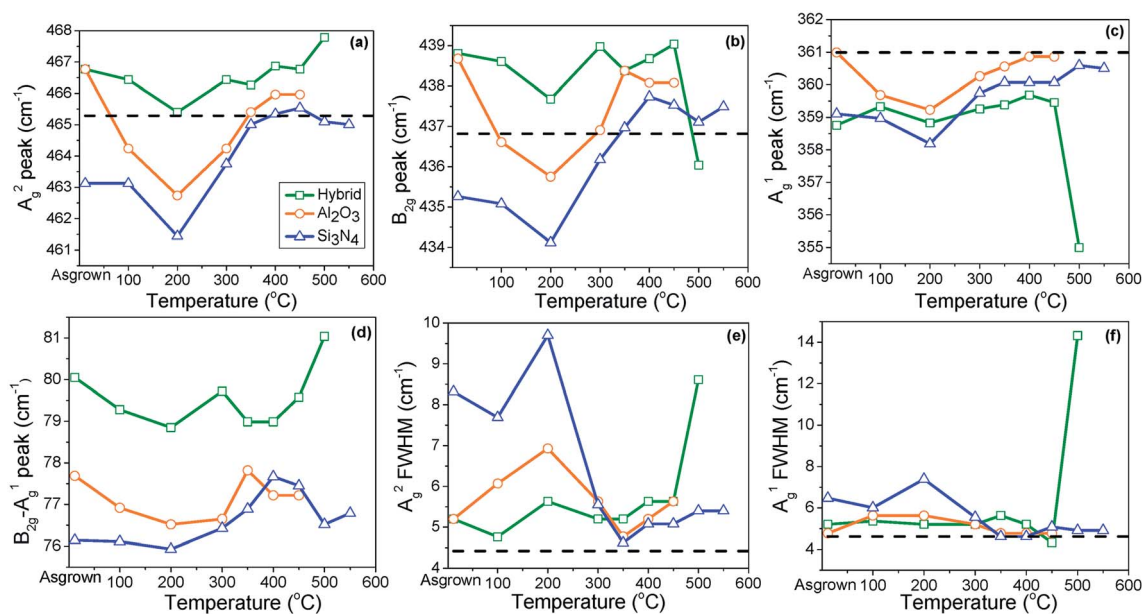 (a)
A_g^2 peak (cm^-1)
468
467
466
465
464
463
462
461
Hybrid
Al2O3
Si3N4
Asgrown 100 200 300 400 500 600
Temperature (°C)
(b)
B_2g peak (cm^-1)
439
438
437
436
435
434
Asgrown 100 200 300 400 500 600
Temperature (°C)
(c)
A_g^1 peak (cm^-1)
362
361
360
359
358
357
356
355
Asgrown 100 200 300 400 500 600
Temperature (°C)
(d)
B_2g-A_g^1 peak (cm^-1)
81
80
79
78
77
76
Asgrown 100 200 300 400 500 600
Temperature (°C)
(e)
A_g^2 FWHM (cm^-1)
10
9
8
7
6
5
4
Asgrown 100 200 300 400 500 600
Temperature (°C)
(f)
A_g^1 FWHM (cm^-1)
14
12
10
8
6
4
Asgrown 100 200 300 400 500 600
Temperature (°C)